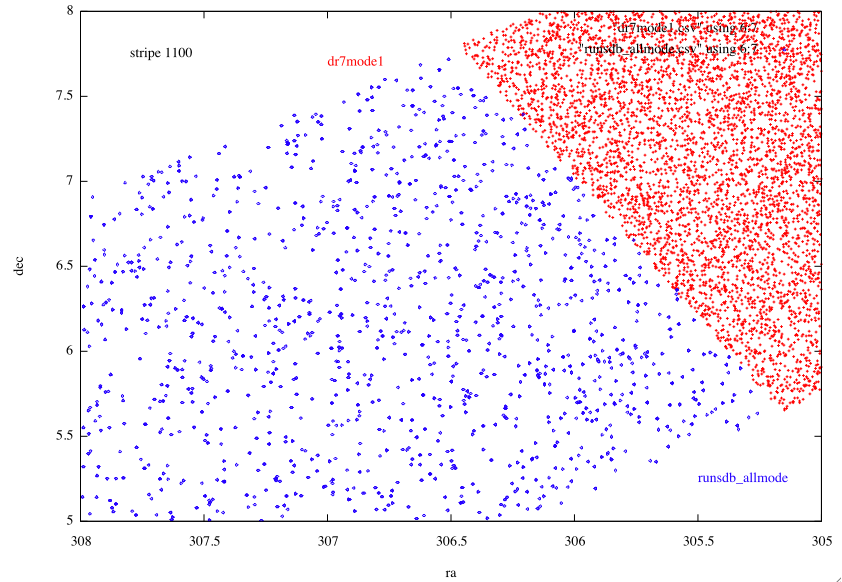 8
7.5
7
6.5
6
5.5
5
dec
stripe 1100
dr7mode1
dr7mode1.csv" using 6:7
"runsdb_allmode.csv" using 6:7
runsdb_allmode
308 307.5 307 306.5 306 305.5 305
ra